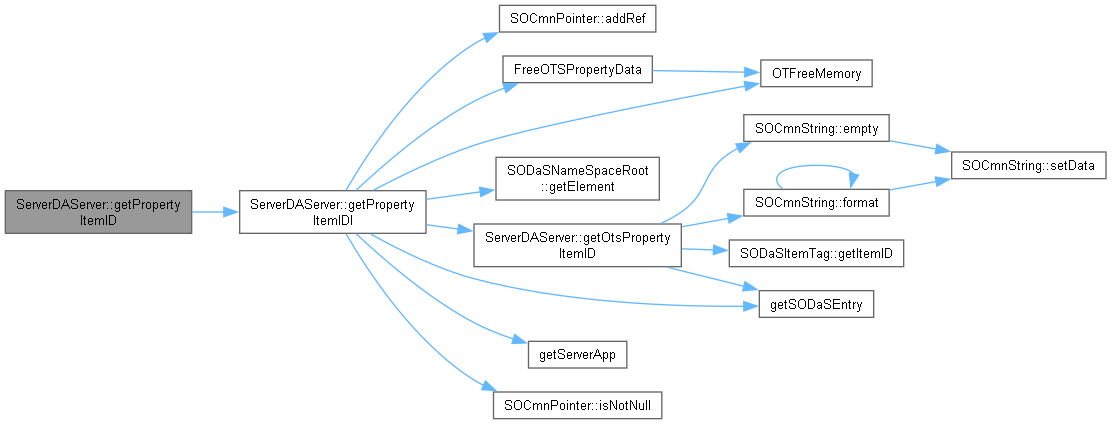 SOCmnPointer::addRef
FreeOTSPropertyData
OTFreeMemory
SOCmnString::empty
SODaSNameSpaceRoot
::getElement
SOCmnString::setData
ServerDAServer::getProperty
ItemID
ServerDAServer::getProperty
ItemIDI
SOCmnString::format
ServerDAServer::getOtsProperty
ItemID
SODaSItemTag::getItemID
getSODaSEntry
getServerApp
SOCmnPointer::isNotNull